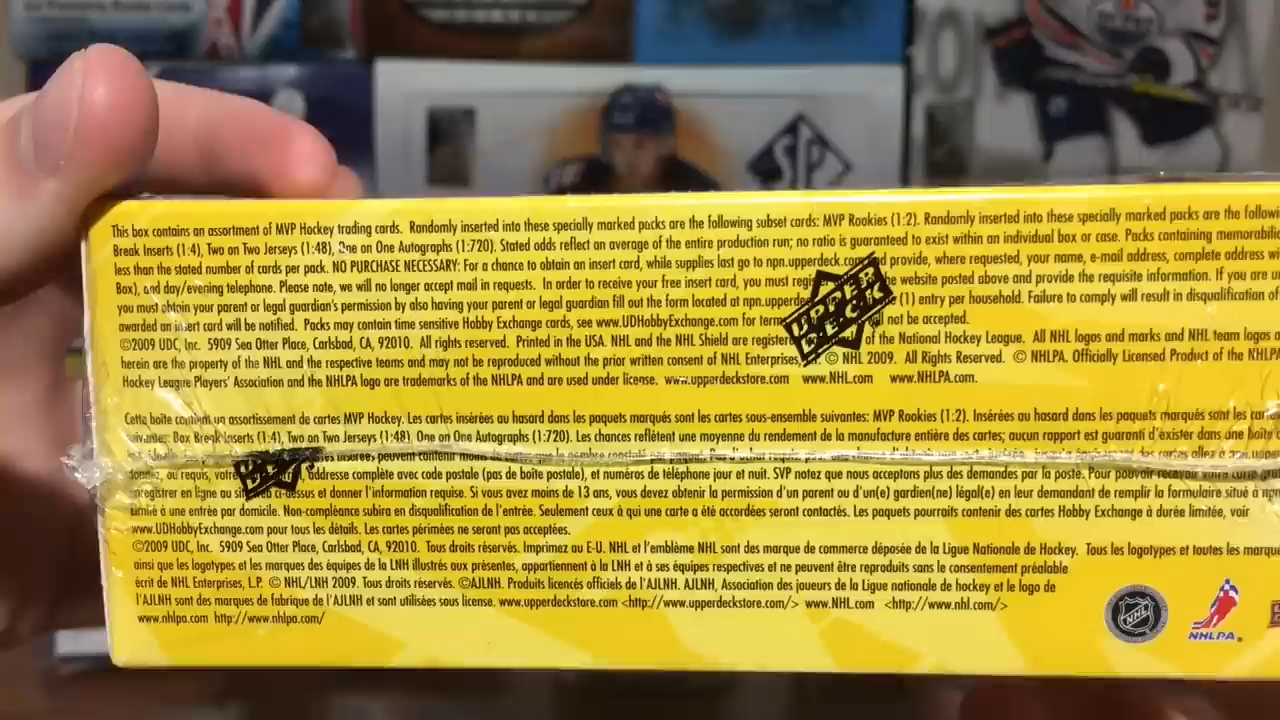 SP
This box contains an assortment of MVP Hockey trading cards. Randomly inserted into these specially marked packs are the following subset cards: MVP Rookies (1:2). Randomly inserted into these specially marked packs are the
Break Inserts (1:4), Two on Two Jerseys (1:48), One on One Autographs (1:720). Stated odds reflect an average of the entire production run; no ratio is guaranteed to exist within an individual box or case. Packs containing
less than the stated number of cards per pack. NO PURCHASE NECESSARY: For a chance to obtain an insert card, while supplies last go to npn.upperdeck.com and provide, where requested, your name, e-mail address, complete address
Box), and day/evening telephone. Please note, we will no longer accept mail in requests. In order to receive your free insert card, you must the website posted above and provide the requisite information. If you are
you must obtain your parent or legal guardian's permission by also having your parent or legal guardian fill out the form located at (1) entry per household. Failure to comply will result in disqualification of
awarded an insert card will be notified. Packs may contain time sensitive Hobby Exchange cards, see www.UDHobbyExchange.com for not be accepted.
©2009 UDC, Inc. 5909 Sea Otter Place, Carlsbad, CA, 92010. All rights reserved. Printed in the USA. NHL and the NHL Shield are of the National Hockey League. All NHL logos and marks and NHL team logos
herein are the property of the NHL and the respective teams and may not be reproduced without the prior written consent of NHL Enterprises, © NHL 2009. All Rights Reserved. © NHLPA. Officially Licensed Product of the NHLPA
Hockey League Players' Association and the NHLPA logo are trademarks of the NHLPA and are used under license. www.upperdeckstore.com www.NHL.com www.NHLPA.com.
UPPER DECK
Cette boîte contient un assortissement de cartes MVP Hockey. Les cartes insérées au hasard dans les paquets marqués sont les cartes sous-ensemble suivantes: MVP Rookies (1:2). Insérées au hasard dans les paquets marqués sont les
suivantes: Box Break Inserts (1:4), Two on Two Jerseys (1:48), One on One Autographs (1:720). Les chances reflètent une moyenne du rendement de la manufacture entière des cartes; aucun rapport est guaranti d'éxister dans une boîte
insérées, peuvent contenir moins de
donnez, ou requis, addresse complète avec code postale (pas de boîte postale), et numéros de téléphone jour et nuit. SVP notez que nous acceptions plus des demandes par la poste. Pour pouvoir recevoir votre carte
enregistrer en ligne au ci-dessus et donner l'information requise. Si vous avez moins de 13 ans, vous devez obtenir la permission d'un parent ou d'un(e) gardien(ne) légal(e) en leur demandant de remplir la formulaire situé à
limité à une entrée par domicile. Non-compliance subira en disqualification de l'entrée. Seulement ceux à qui une carte a été accordées seront contactés. Les paquets pourraits contenir des cartes Hobby Exchange à durée limitée, voir
www.UDHobbyExchange.com pour tous les détails. Les cartes périmées ne seront pas acceptées.
©2009 UDC, Inc. 5909 Sea Otter Place, Carlsbad, CA, 92010. Tous droits réservés. Imprimez au E-U. NHL et l'emblème NHL sont des marque de commerce déposée de la Ligue Nationale de Hockey. Tous les logotypes et toutes les
ainsi que les logotypes et les marques des équipes de la LNH illustrés aux présentes, appartiennent à la LNH et à ses équipes respectives et ne peuvent être reproduits sans le consentement préalable
écrit de NHL Enterprises, L.P. © NHL/LNH 2009. Tous droits réservés. ©AJLNH. Produits licencés officiels de l'AJLNH. AJLNH, Association des joueurs de la Ligue nationale de hockey et le logo de
l'AJLNH sont des marques de fabrique de l'AJLNH et sont utilisées sous license. www.upperdeckstore.com <http://www.upperdeckstore.com/> www.NHL.com <http://www.nhl.com/>
www.nhlpa.com http://www.nhlpa.com/
NHL
NHLPA